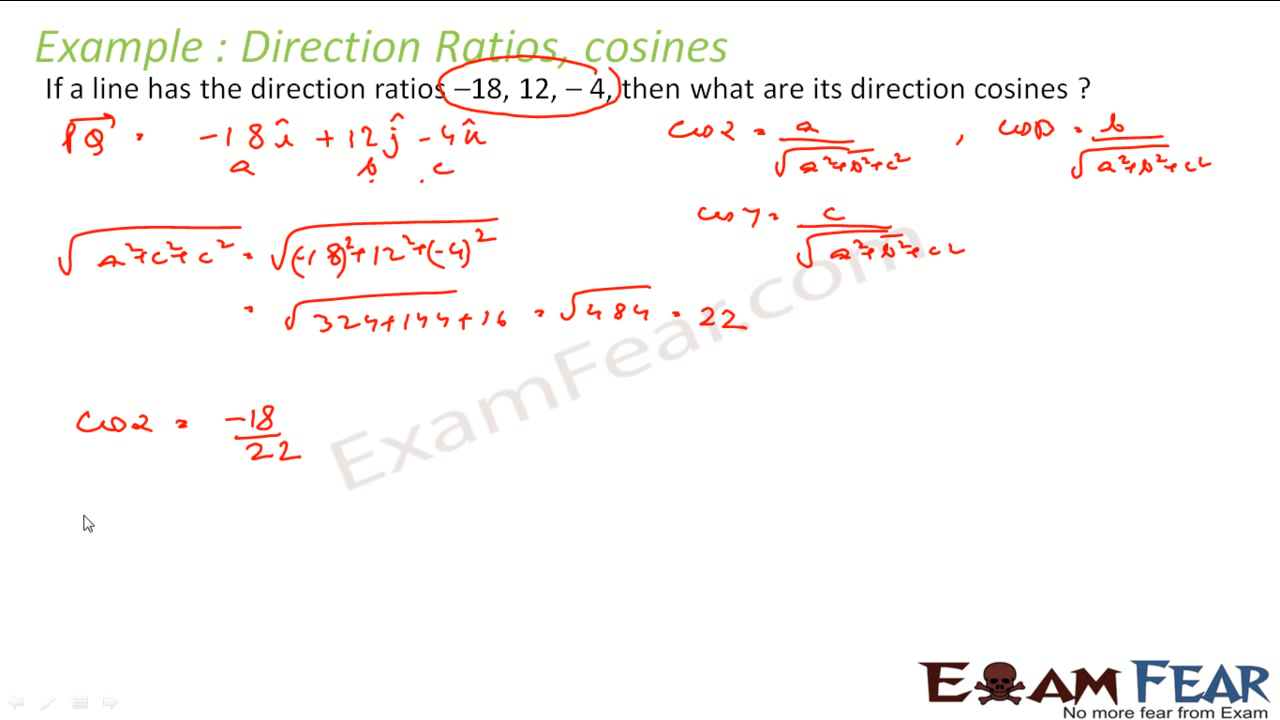 Example : Direction Ratios, cosines
If a line has the direction ratios –18, 12, – 4, then what are its direction cosines ?
PQ = -18î + 12ĵ - 4k̂
a b c
cos α = a/√(a²+b²+c²) , cos β = b/√(a²+b²+c²)
cos γ = c/√(a²+b²+c²)
√(a²+c²+c²) = √((-18)²+12²+(-4)²)
= √(324+144+16) = √484 = 22
cos α = -18/22
ExamFear.com
EXAM FEAR
No more fear from Exam